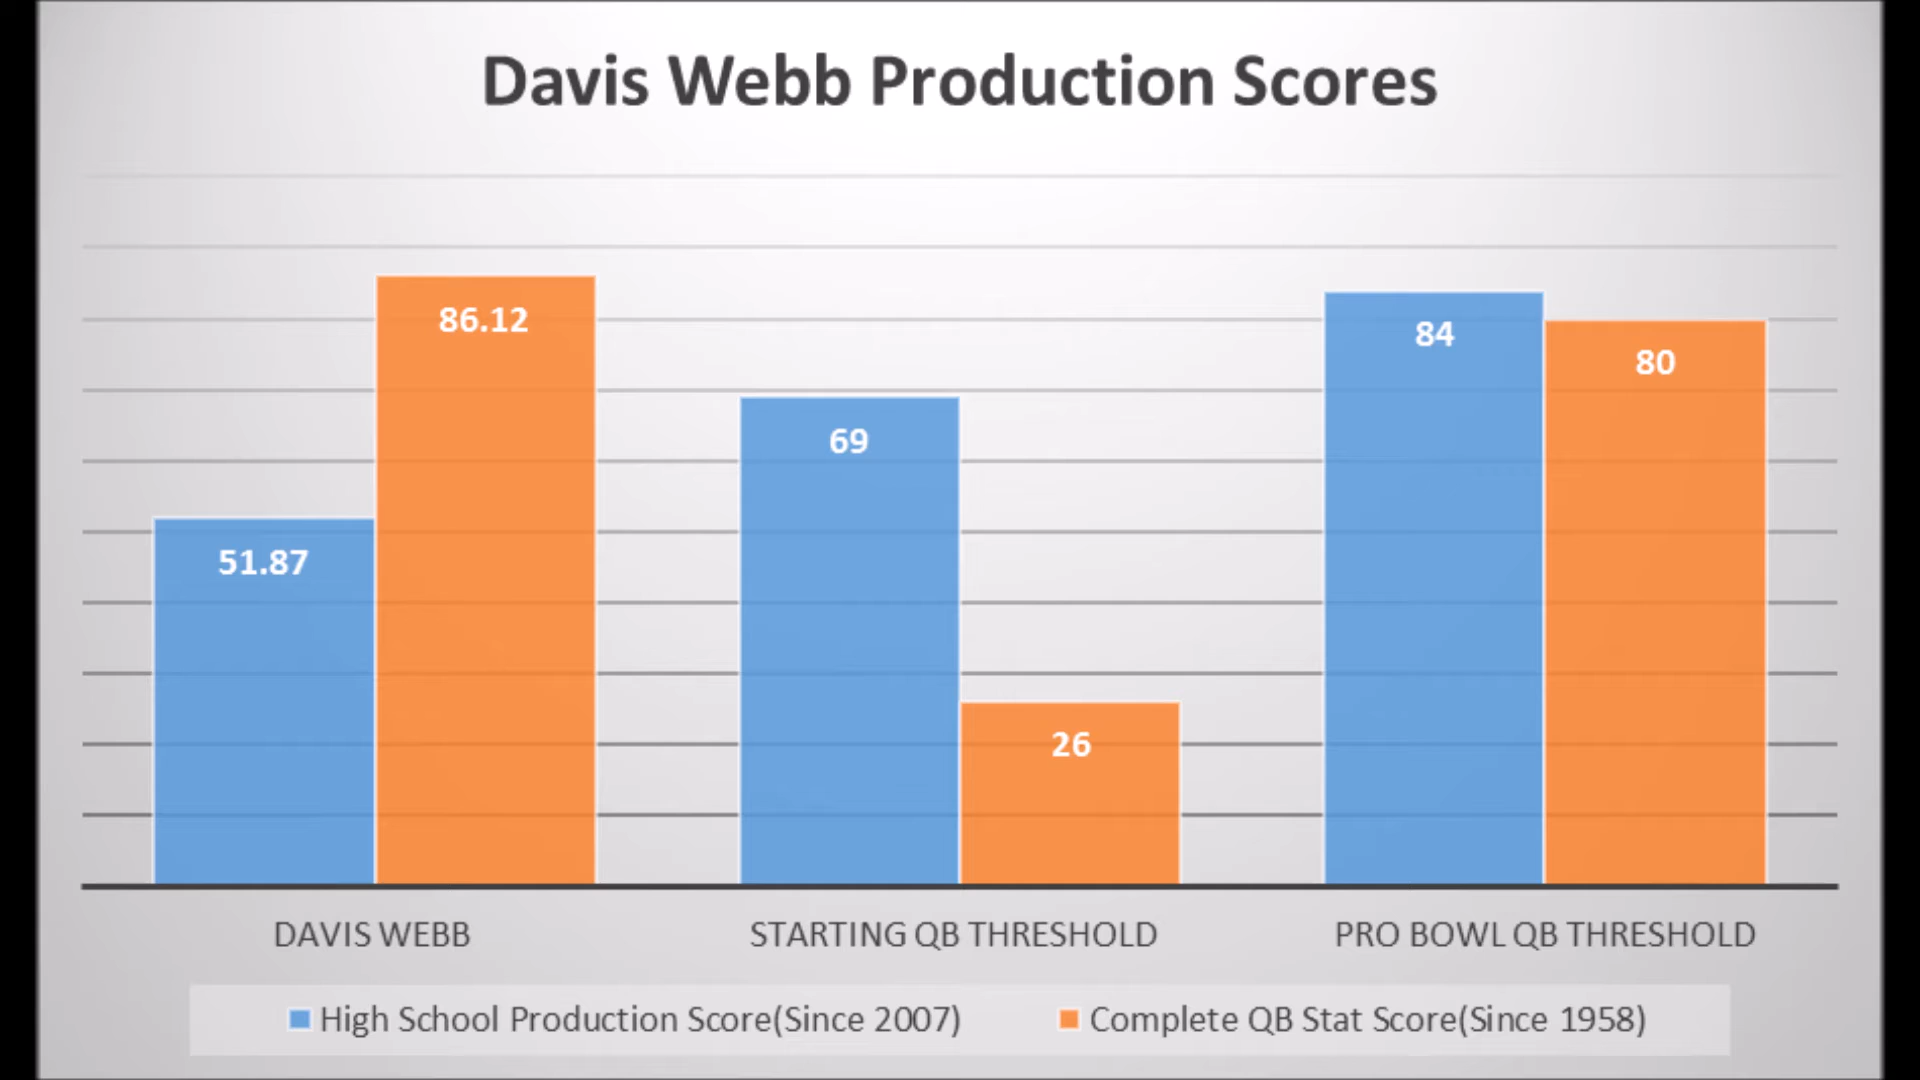 Davis Webb Production Scores
86.12
84
80
69
51.87
26
DAVIS WEBB
STARTING QB THRESHOLD
PRO BOWL QB THRESHOLD
High School Production Score(Since 2007)
Complete QB Stat Score(Since 1958)